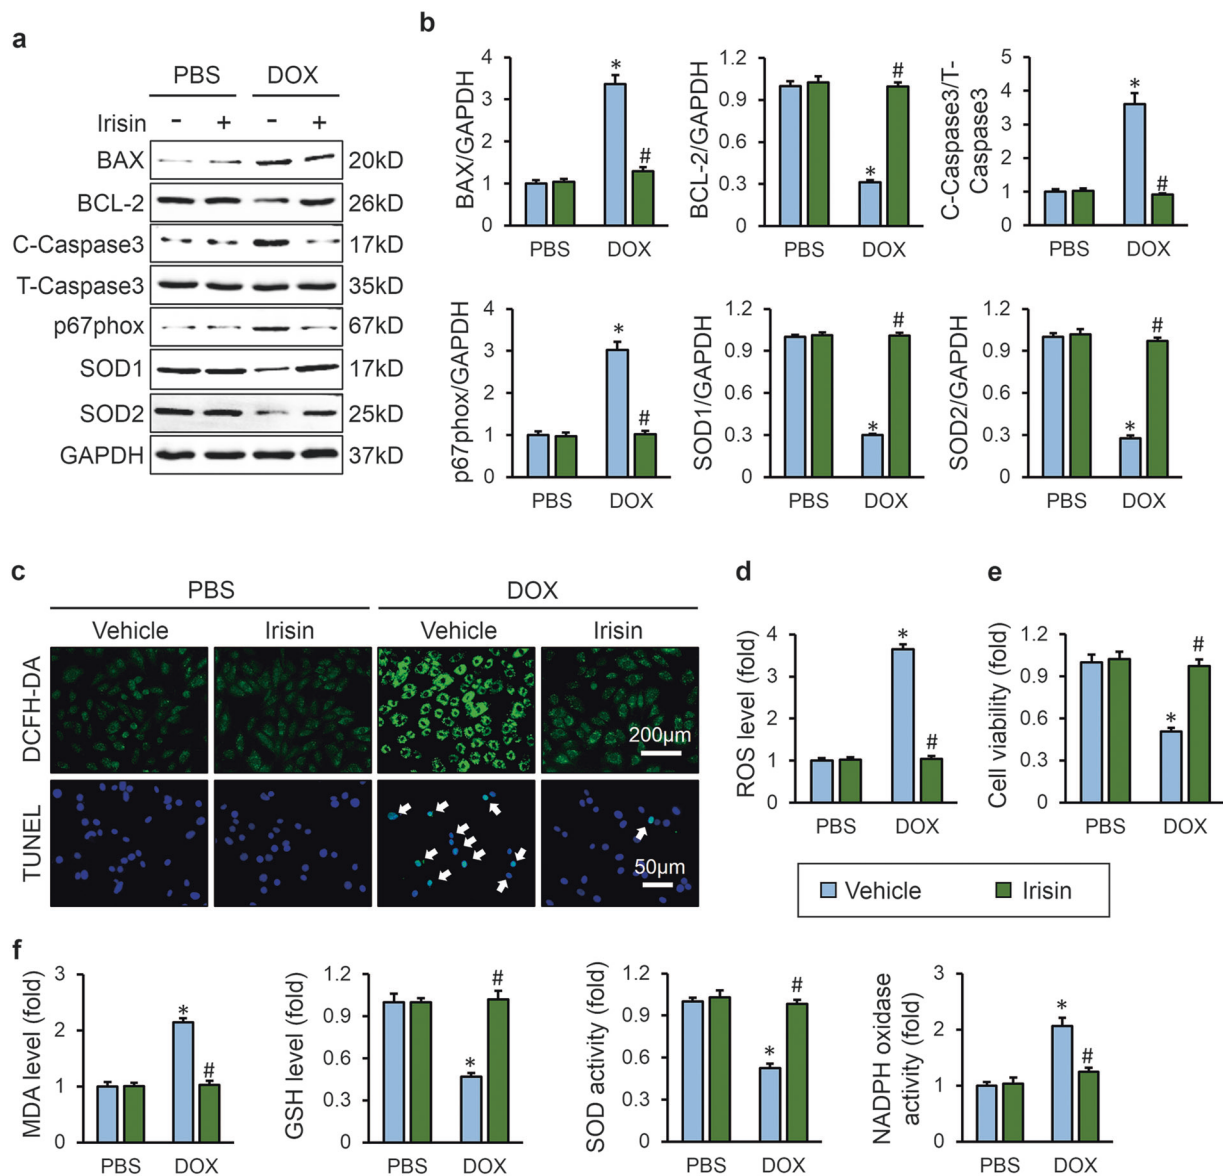 a
PBS DOX
Irisin - + - +
BAX 20kD
BCL-2 26kD
C-Caspase3 17kD
T-Caspase3 35kD
p67phox 67kD
SOD1 17kD
SOD2 25kD
GAPDH 37kD
b
BAX/GAPDH
4
3
2
1
0
*
#
PBS DOX
BCL-2/GAPDH
1.2
0.9
0.6
0.3
0
*
#
PBS DOX
C-Caspase3/T-
Caspase3
5
4
3
2
1
0
*
#
PBS DOX
p67phox/GAPDH
4
3
2
1
0
*
#
PBS DOX
SOD1/GAPDH
1.2
0.9
0.6
0.3
0
*
#
PBS DOX
SOD2/GAPDH
1.2
0.9
0.6
0.3
0
*
#
PBS DOX
c
PBS DOX
Vehicle Irisin Vehicle Irisin
DCFH-DA
200μm
TUNEL
50μm
d
ROS level (fold)
4
3
2
1
0
*
#
PBS DOX
e
Cell viability (fold)
1.2
0.9
0.6
0.3
0
*
#
PBS DOX
Vehicle Irisin
f
MDA level (fold)
3
2
1
0
*
#
PBS DOX
GSH level (fold)
1.2
0.9
0.6
0.3
0
*
#
PBS DOX
SOD activity (fold)
1.2
0.9
0.6
0.3
0
*
#
PBS DOX
NADPH oxidase
activity (fold)
3
2
1
0
*
#
PBS DOX